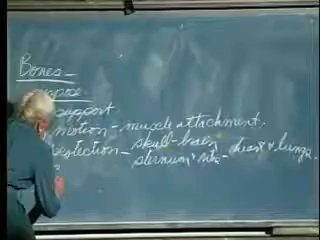 Bones
support
motion - muscle attachment.
protection - skull - brain
sternum & ribs - heart & lungs